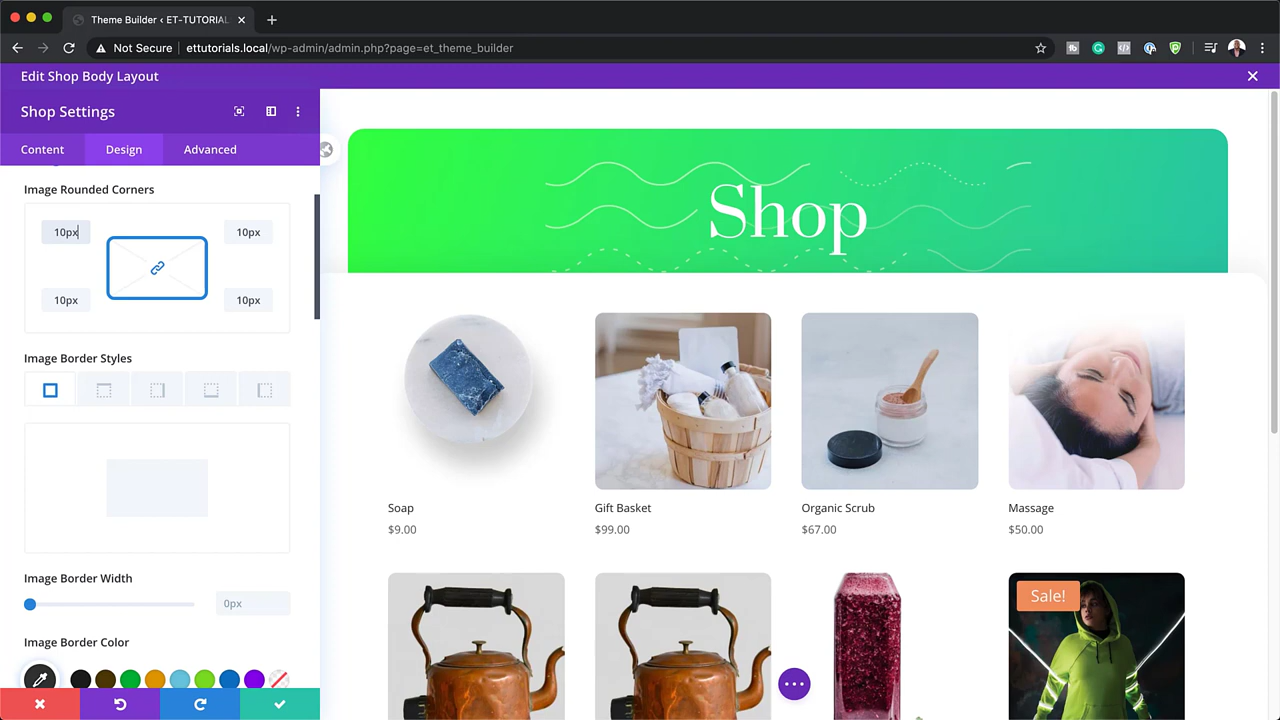 Theme Builder ‹ ET-TUTORIAL
Not Secure
ettutorials.local/wp-admin/admin.php?page=et_theme_builder
Edit Shop Body Layout
Shop Settings
Content
Design
Advanced
Image Rounded Corners
10px
10px
10px
10px
Image Border Styles
Image Border Width
0px
Image Border Color
Shop
Soap
$9.00
Gift Basket
$99.00
Organic Scrub
$67.00
Massage
$50.00
Sale!